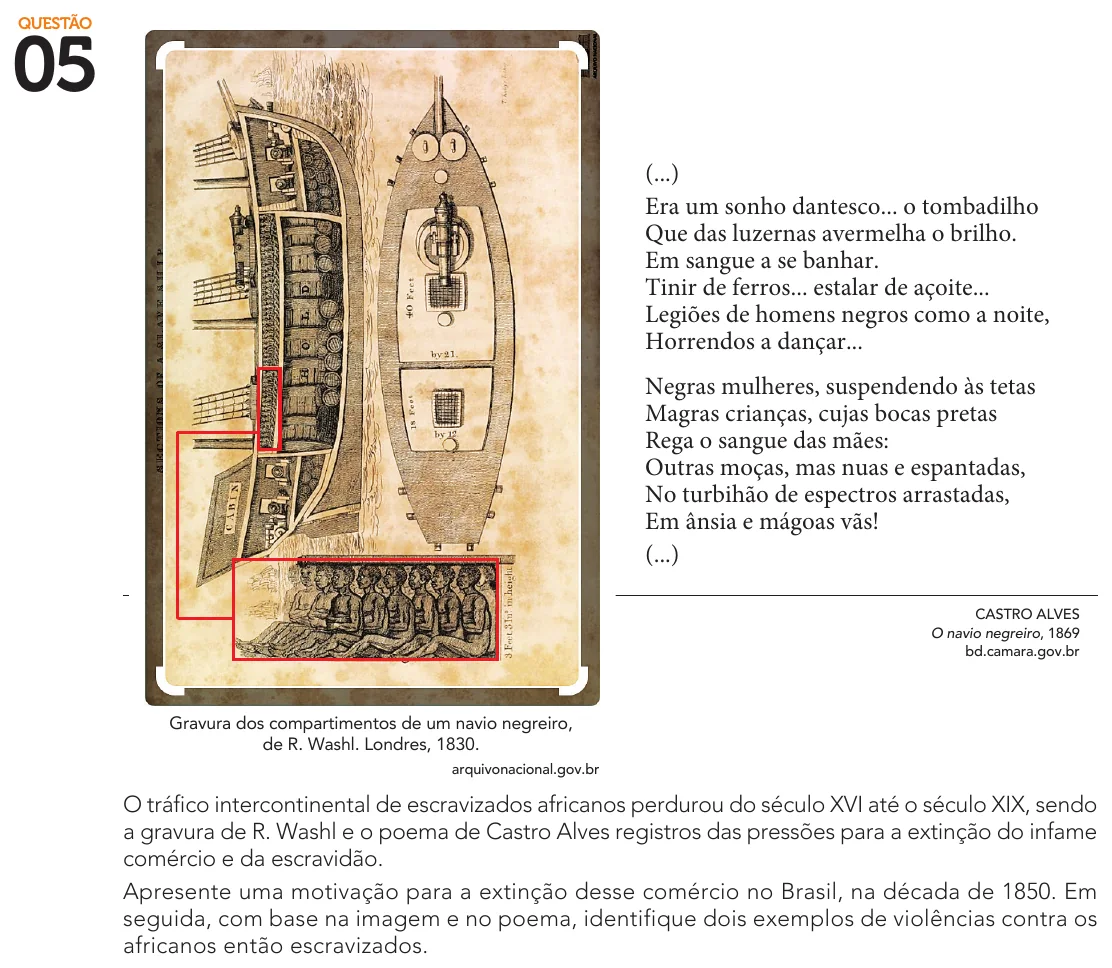 QUESTÃO
05
SECTIONS OF A SLAVE SHIP
CABIN
40 Feet
by 21.
18 Feet
by 12
3 Feet 3 Inˢ in height
(...)
Era um sonho dantesco... o tombadilho
Que das luzernas avermelha o brilho.
Em sangue a se banhar.
Tinir de ferros... estalar de açoite...
Legiões de homens negros como a noite,
Horrendos a dançar...
Negras mulheres, suspendendo às tetas
Magras crianças, cujas bocas pretas
Rega o sangue das mães:
Outras moças, mas nuas e espantadas,
No turbihão de espectros arrastadas,
Em ânsia e mágoas vãs!
(...)
CASTRO ALVES
O navio negreiro, 1869
bd.camara.gov.br
Gravura dos compartimentos de um navio negreiro,
de R. Washl. Londres, 1830.
arquivonacional.gov.br
O tráfico intercontinental de escravizados africanos perdurou do século XVI até o século XIX, sendo
a gravura de R. Washl e o poema de Castro Alves registros das pressões para a extinção do infame
comércio e da escravidão.
Apresente uma motivação para a extinção desse comércio no Brasil, na década de 1850. Em
seguida, com base na imagem e no poema, identifique dois exemplos de violências contra os
africanos então escravizados.